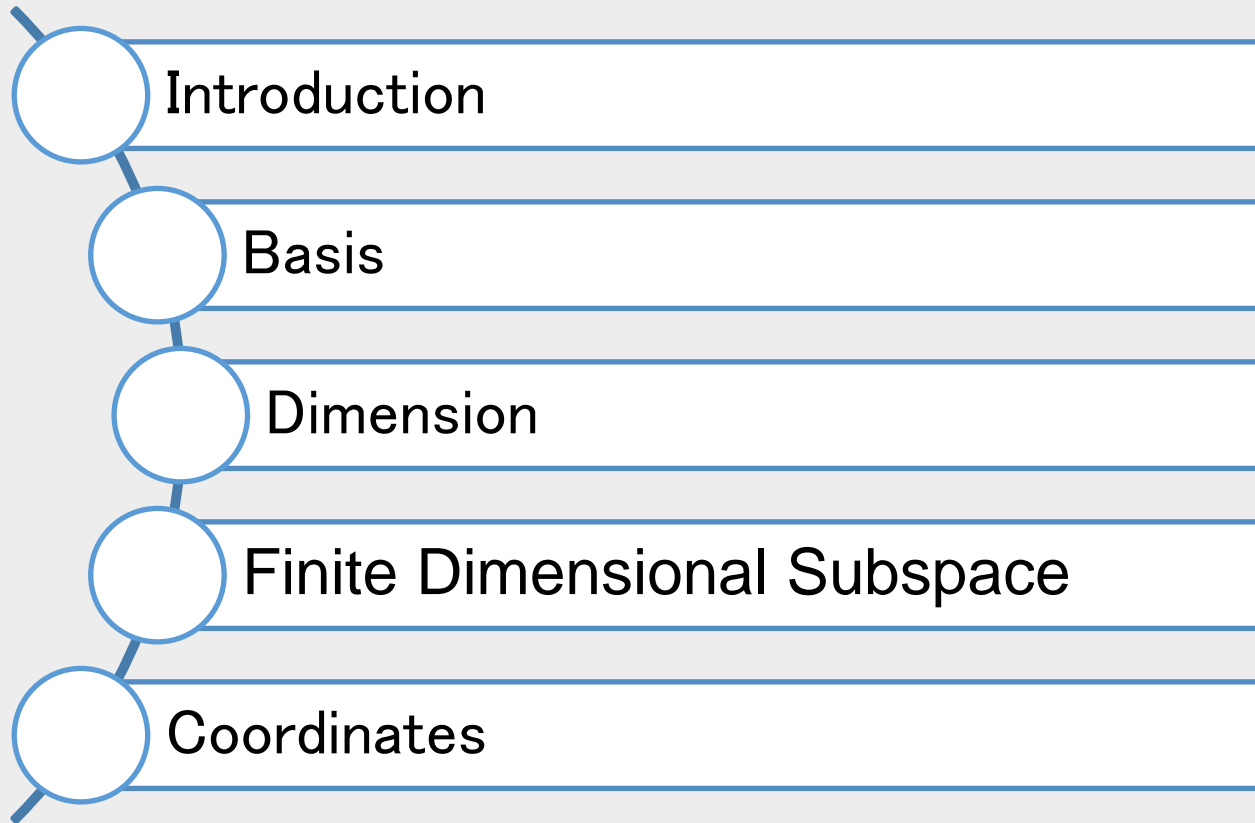 Introduction
Basis
Dimension
Finite Dimensional Subspace
Coordinates